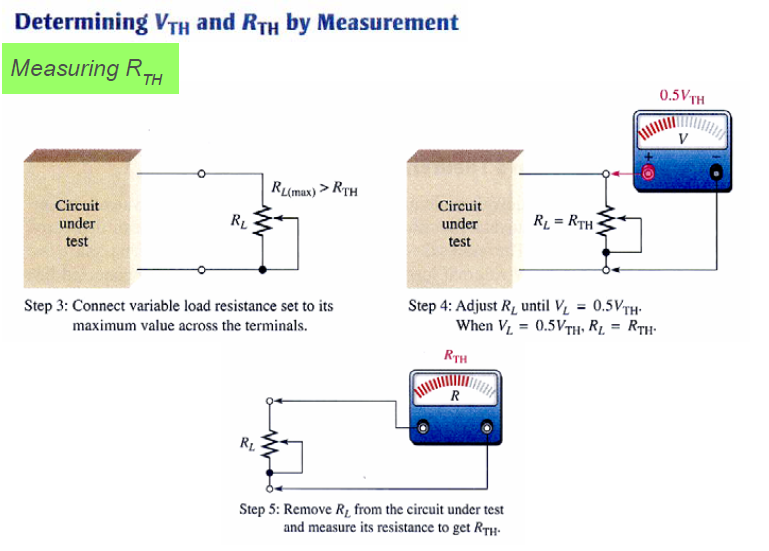 Determining VTH and RTH by Measurement
Measuring RTH
0.5VTH
V
+
-
Circuit
under
test
RL(max) > RTH
RL
Circuit
under
test
RL = RTH
Step 3: Connect variable load resistance set to its
maximum value across the terminals.
Step 4: Adjust RL until VL = 0.5VTH.
When VL = 0.5VTH, RL = RTH.
RTH
R
RL
Step 5: Remove RL from the circuit under test
and measure its resistance to get RTH.